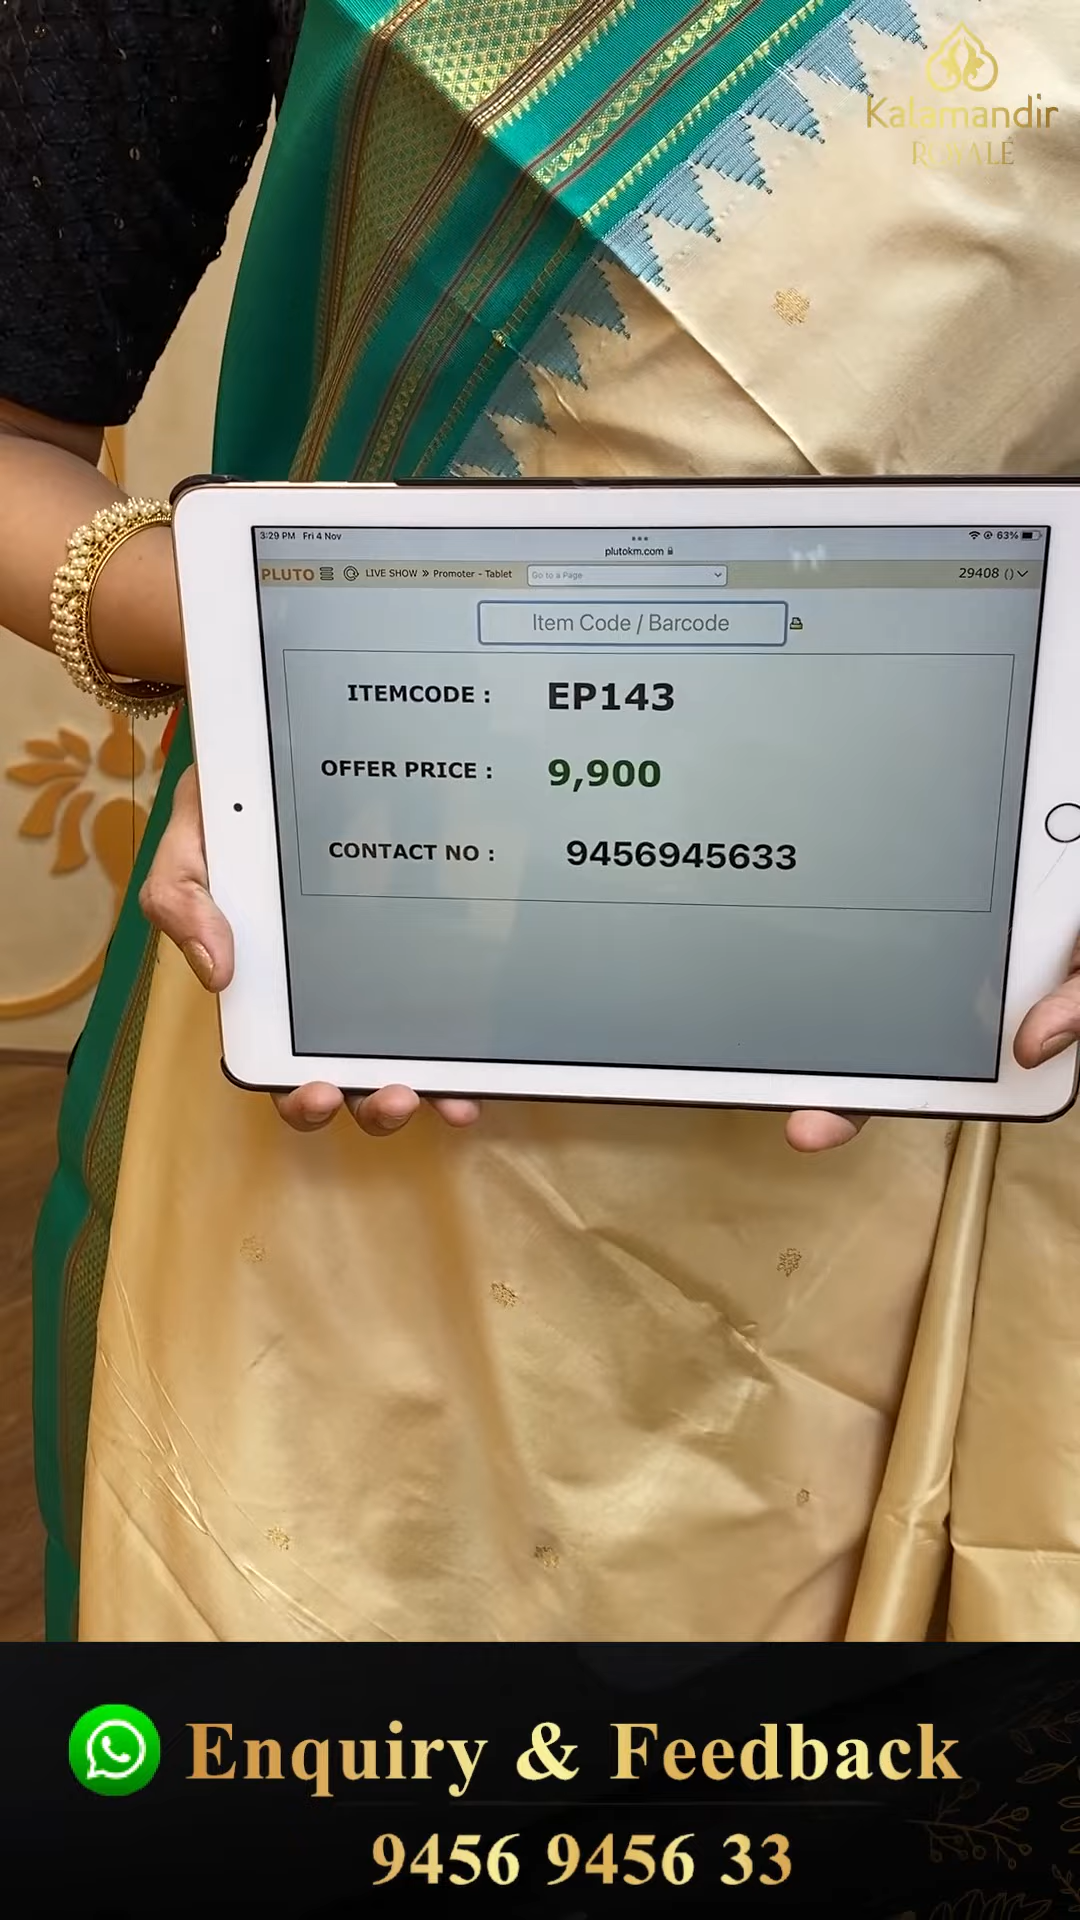 Kalamandir
ROYALÉ
3:29 PM Fri 4 Nov
63%
plutokm.com
PLUTO LIVE SHOW » Promoter - Tablet Go to a Page 29408 ()
Item Code / Barcode
ITEMCODE : EP143
OFFER PRICE : 9,900
CONTACT NO : 9456945633
Enquiry & Feedback
9456 9456 33